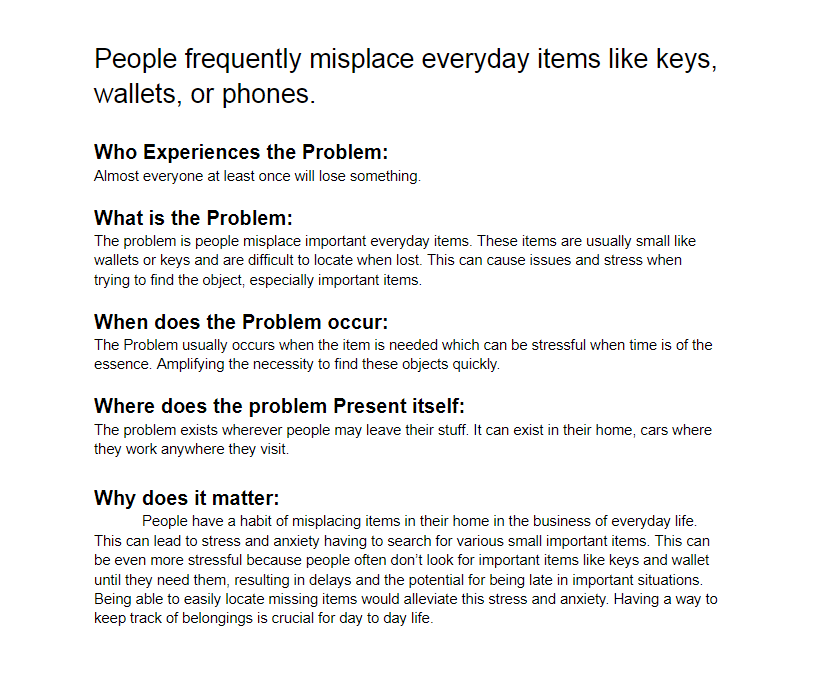 People frequently misplace everyday items like keys,
wallets, or phones.
Who Experiences the Problem:
Almost everyone at least once will lose something.
What is the Problem:
The problem is people misplace important everyday items. These items are usually small like
wallets or keys and are difficult to locate when lost. This can cause issues and stress when
trying to find the object, especially important items.
When does the Problem occur:
The Problem usually occurs when the item is needed which can be stressful when time is of the
essence. Amplifying the necessity to find these objects quickly.
Where does the problem Present itself:
The problem exists wherever people may leave their stuff. It can exist in their home, cars where
they work anywhere they visit.
Why does it matter:
People have a habit of misplacing items in their home in the business of everyday life.
This can lead to stress and anxiety having to search for various small important items. This can
be even more stressful because people often don’t look for important items like keys and wallet
until they need them, resulting in delays and the potential for being late in important situations.
Being able to easily locate missing items would alleviate this stress and anxiety. Having a way to
keep track of belongings is crucial for day to day life.